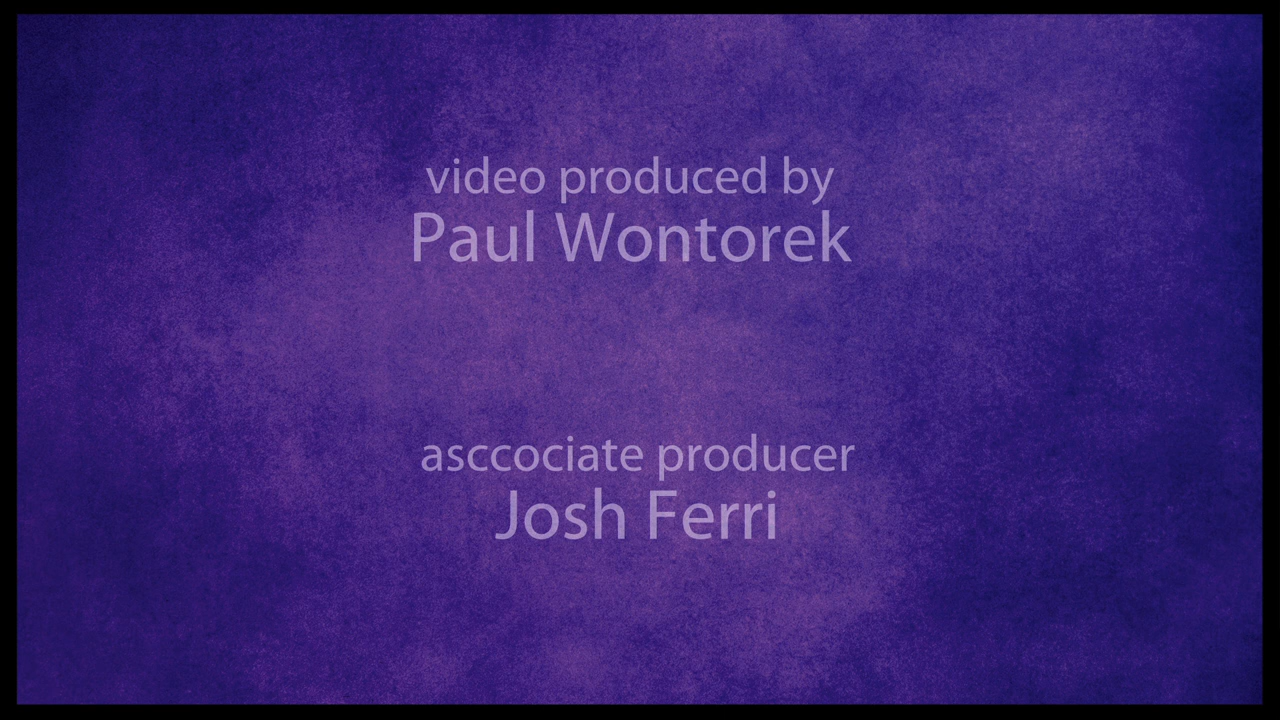 video produced by
Paul Wontorek
asccociate producer
Josh Ferri